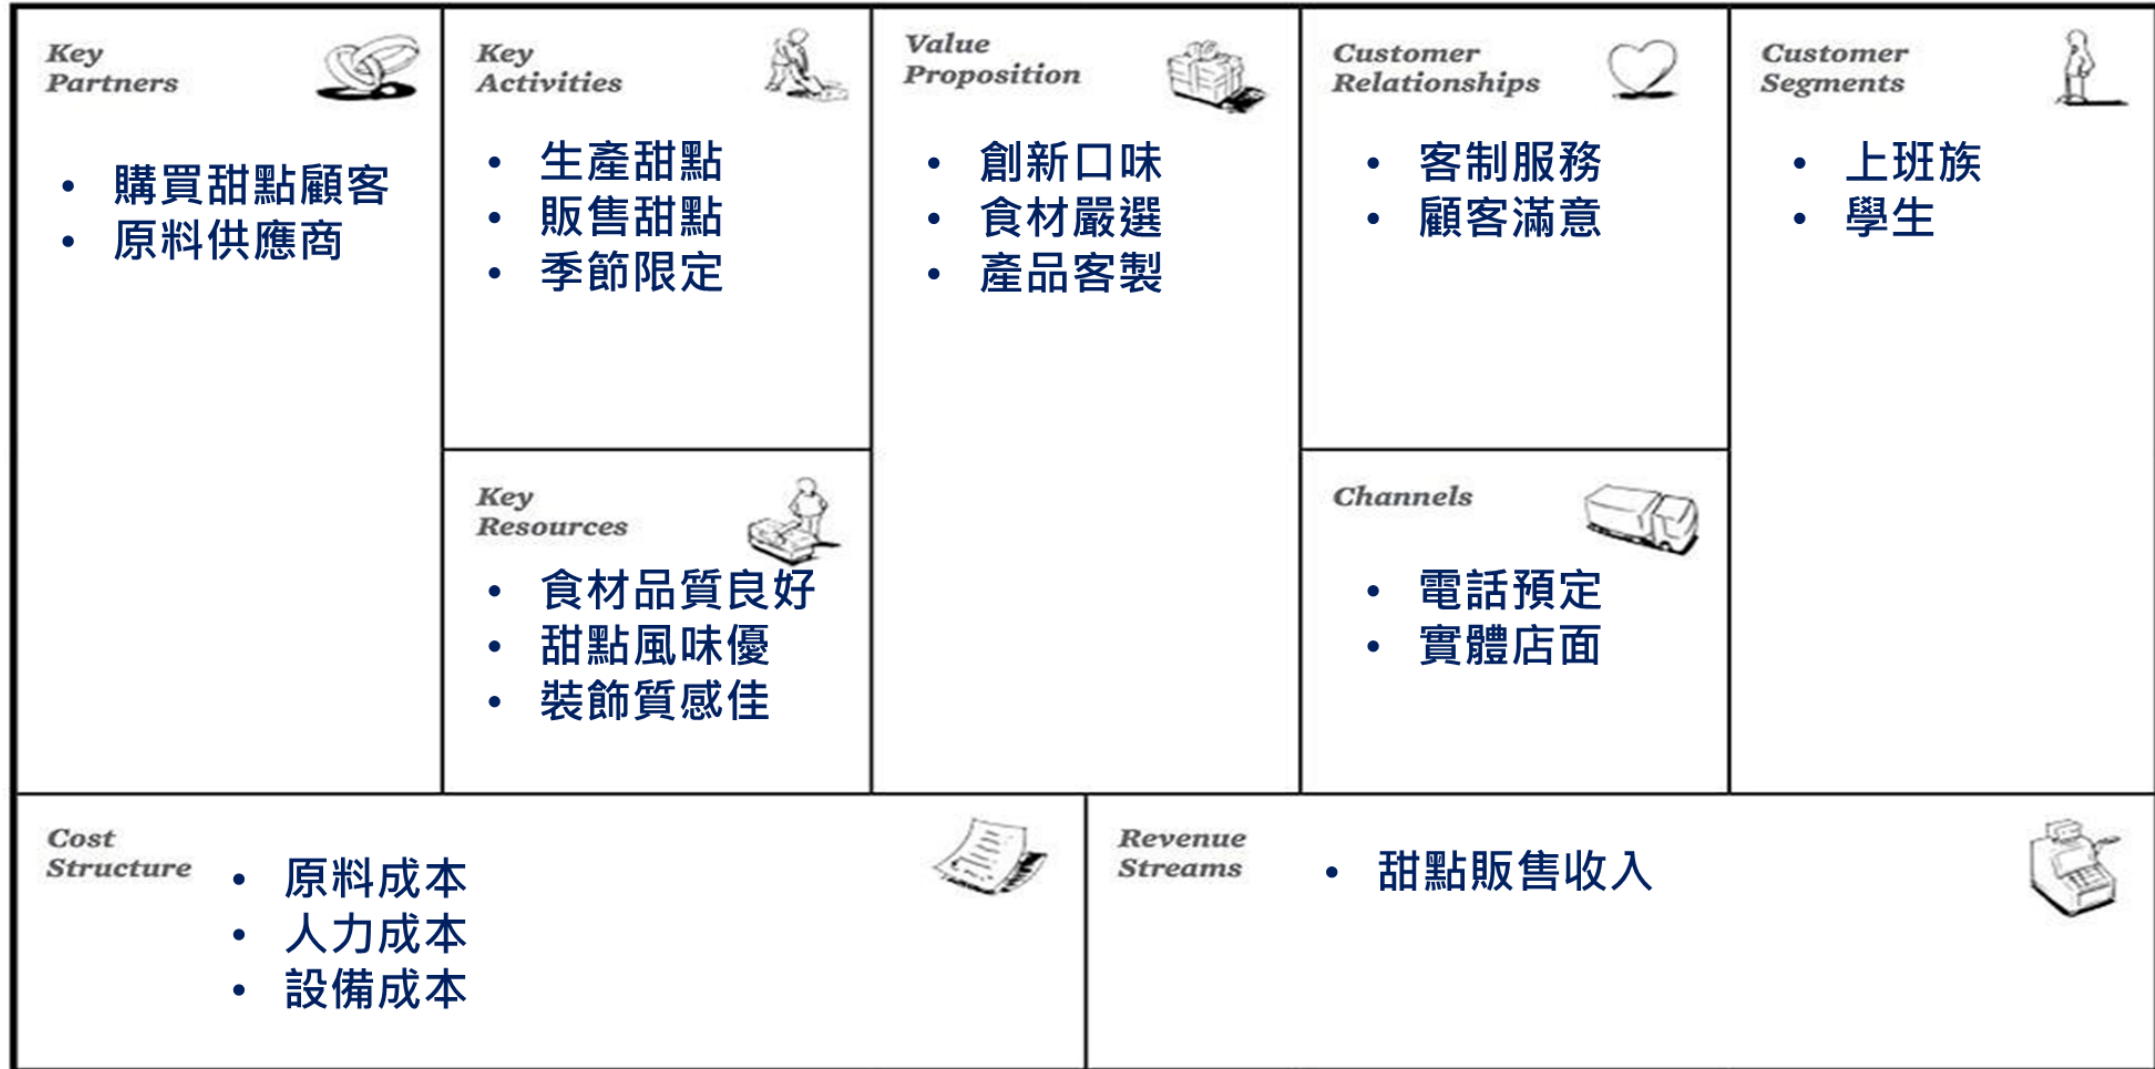 Key
Partners
• 購買甜點顧客
• 原料供應商
Key
Activities
• 生產甜點
• 販售甜點
• 季節限定
Key
Resources
• 食材品質良好
• 甜點風味優
• 裝飾質感佳
Value
Proposition
• 創新口味
• 食材嚴選
• 產品客製
Customer
Relationships
• 客制服務
• 顧客滿意
Channels
• 電話預定
• 實體店面
Customer
Segments
• 上班族
• 學生
Cost
Structure
• 原料成本
• 人力成本
• 設備成本
Revenue
Streams
• 甜點販售收入